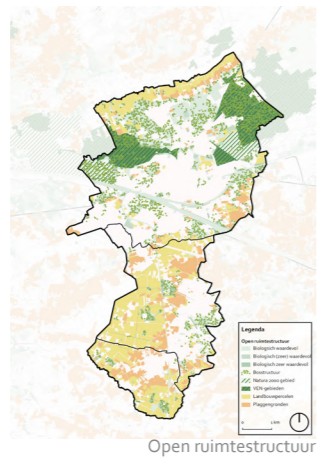 Legenda
Open ruimtestructuur
Biologisch waardevol
Biologisch (zeer) waardevol
Biologisch zeer waardevol
Bosstructuur
Natura 2000-gebied
VEN-gebieden
Landbouwpercelen
Plaggengronden
Open ruimtestructuur